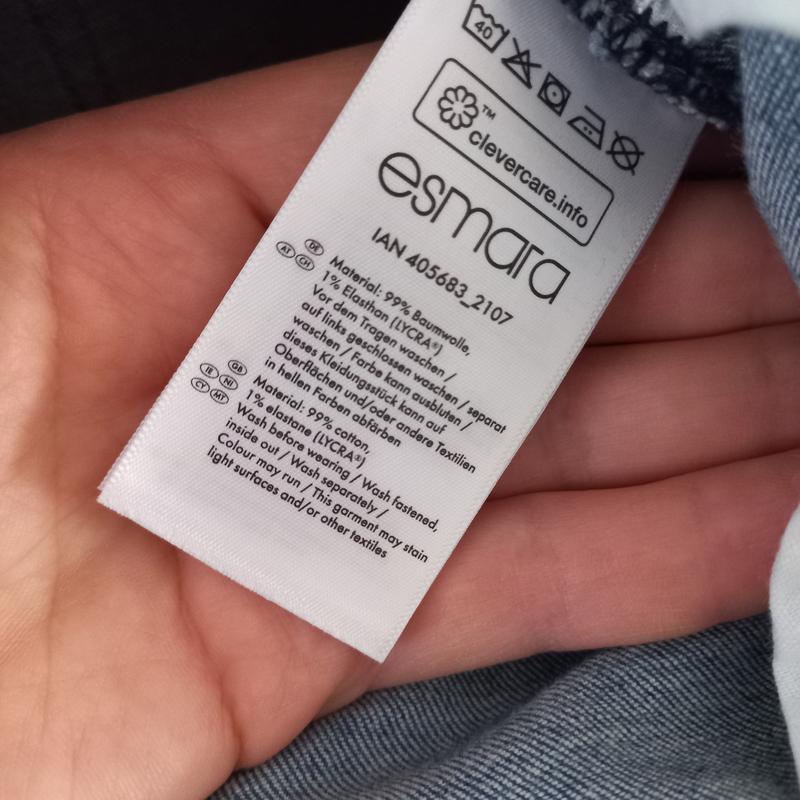 40
™
clevercare.info
esmara
IAN 405683_2107
DE
AT CH
Material: 99% Baumwolle,
1% Elasthan (LYCRA®)
Vor dem Tragen waschen /
auf links geschlossen waschen / separat
waschen / Farbe kann ausbluten /
dieses Kleidungsstück kann auf
Oberflächen und/oder andere Textilien
in hellen Farben abfärben
GB
IE NI
CY MT
Material: 99% cotton,
1% elastane (LYCRA®)
Wash before wearing / Wash fastened,
inside out / Wash separately /
Colour may run / This garment may stain
light surfaces and/or other textiles